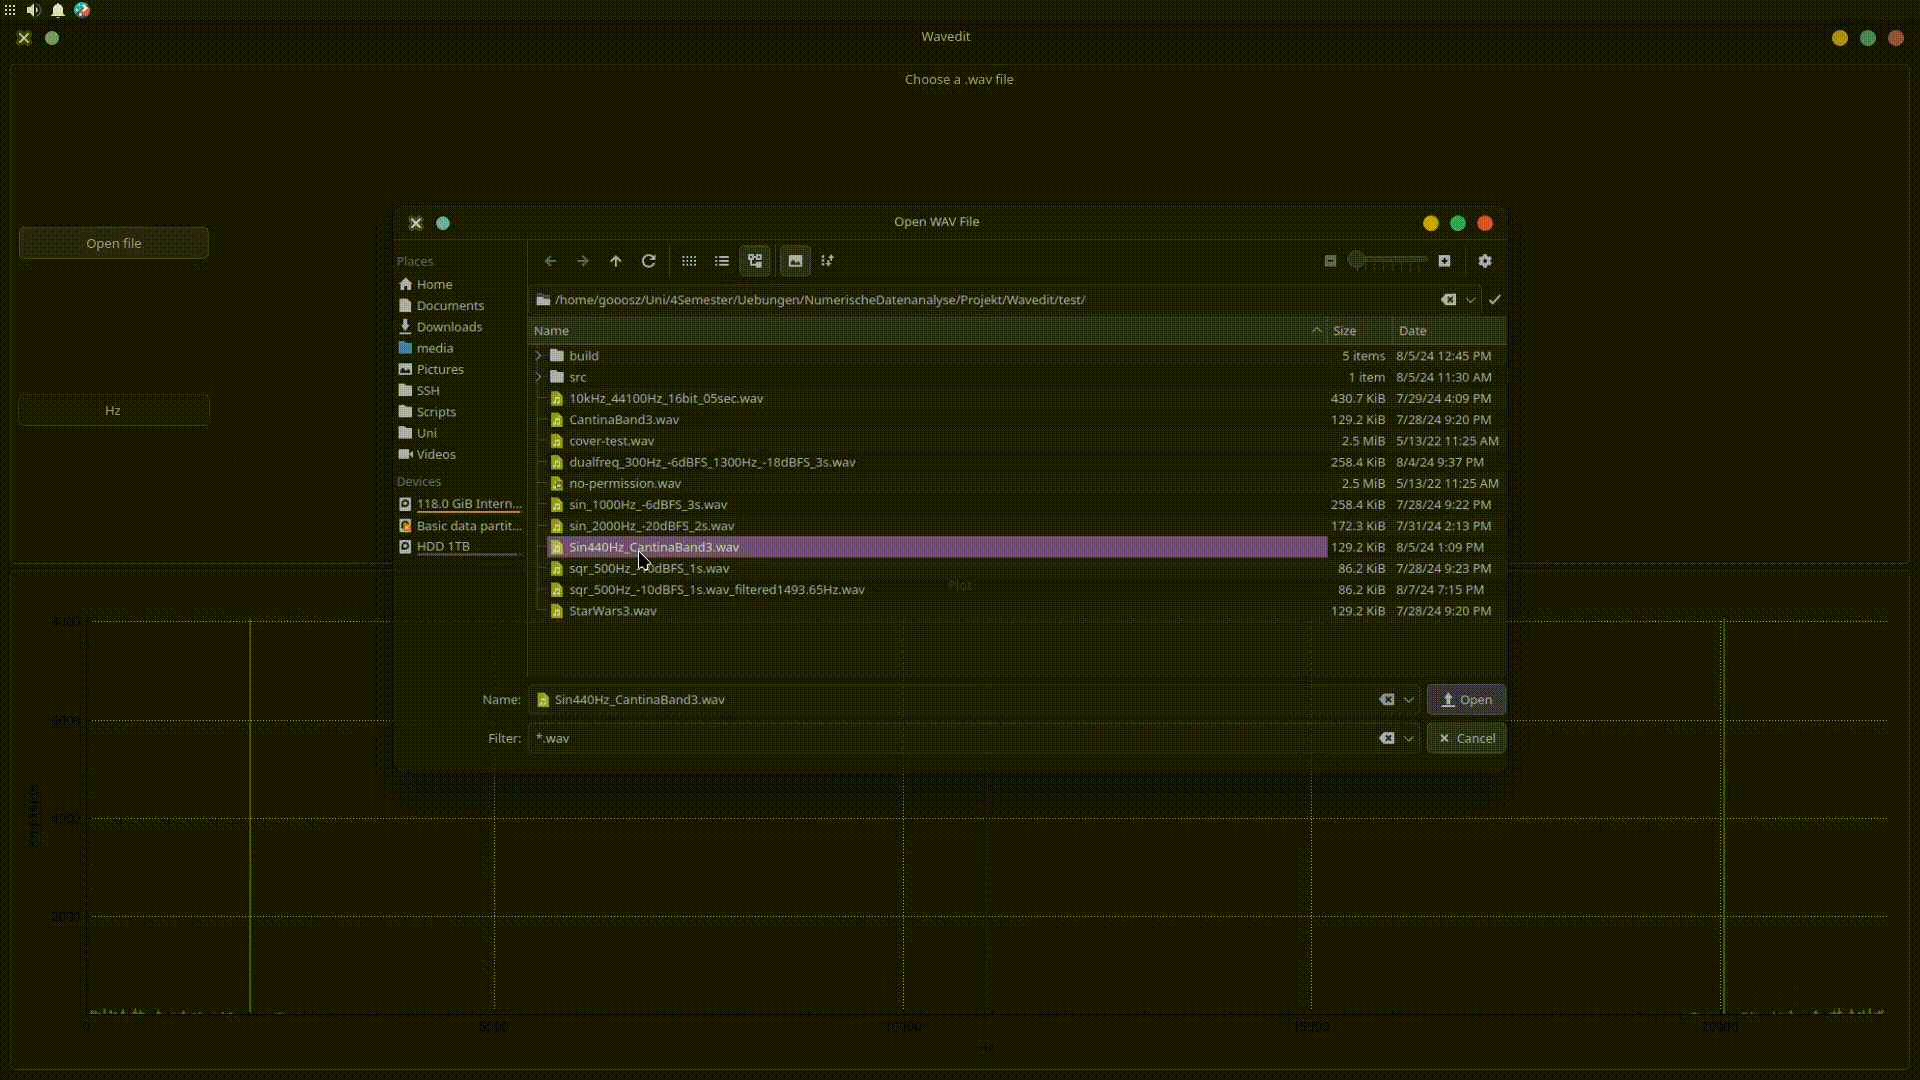 Wavedit
Choose a .wav file
Open file
Hz
Open WAV File
Places
Home
Documents
Downloads
media
Pictures
SSH
Scripts
Uni
Videos
Devices
118.0 GiB Intern...
Basic data partit...
HDD 1TB
/home/gooosz/Uni/4Semester/Uebungen/NumerischeDatenanalyse/Projekt/Wavedit/test/
Name Size Date
build 5 items 8/5/24 12:45 PM
src 1 item 8/5/24 11:30 AM
10kHz_44100Hz_16bit_05sec.wav 430.7 KiB 7/29/24 4:09 PM
CantinaBand3.wav 129.2 KiB 7/28/24 9:20 PM
cover-test.wav 2.5 MiB 5/13/22 11:25 AM
dualfreq_300Hz_-6dBFS_1300Hz_-18dBFS_3s.wav 258.4 KiB 8/4/24 9:37 PM
no-permission.wav 2.5 MiB 5/13/22 11:25 AM
sin_1000Hz_-6dBFS_3s.wav 258.4 KiB 7/28/24 9:22 PM
sin_2000Hz_-20dBFS_2s.wav 172.3 KiB 7/31/24 2:13 PM
Sin440Hz_CantinaBand3.wav 129.2 KiB 8/5/24 1:09 PM
sqr_500Hz_-10dBFS_1s.wav 86.2 KiB 7/28/24 9:23 PM
sqr_500Hz_-10dBFS_1s.wav_filtered1493.65Hz.wav 86.2 KiB 8/7/24 7:15 PM
StarWars3.wav 129.2 KiB 7/28/24 9:20 PM
Name: Sin440Hz_CantinaBand3.wav Open
Filter: *.wav Cancel
Plot
8000
6000
4000
2000
Amplitude
0 5000 10000 15000 20000
Hz